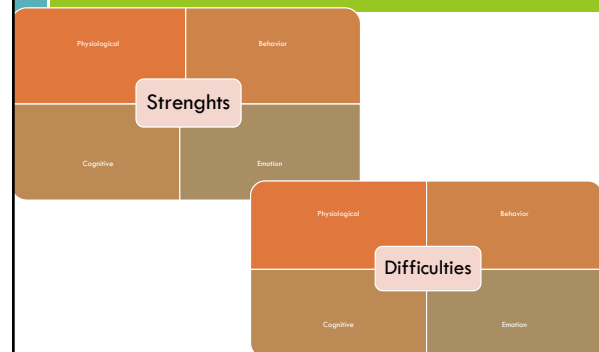 Physiological Behavior
Strenghts
Cognitive Emotion
Physiological Behavior
Difficulties
Cognitive Emotion